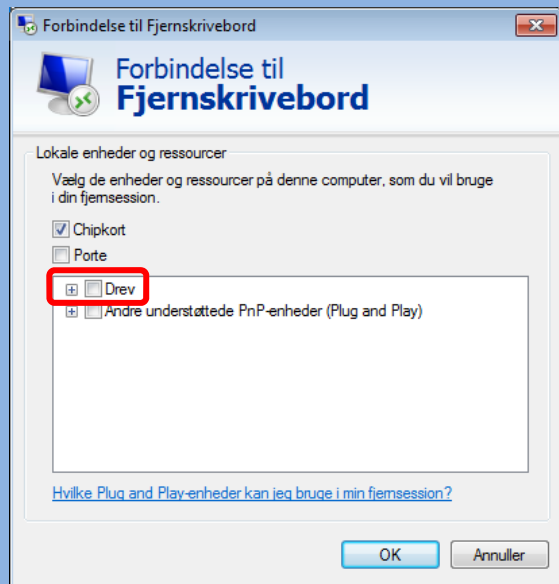 Forbindelse til Fjernskrivebord
Forbindelse til
Fjernskrivebord
Lokale enheder og ressourcer
Vælg de enheder og ressourcer på denne computer, som du vil bruge
i din fjernsession.
Chipkort
Porte
Drev
Andre understøttede PnP-enheder (Plug and Play)
Hvilke Plug and Play-enheder kan jeg bruge i min fjernsession?
OK
Annuller